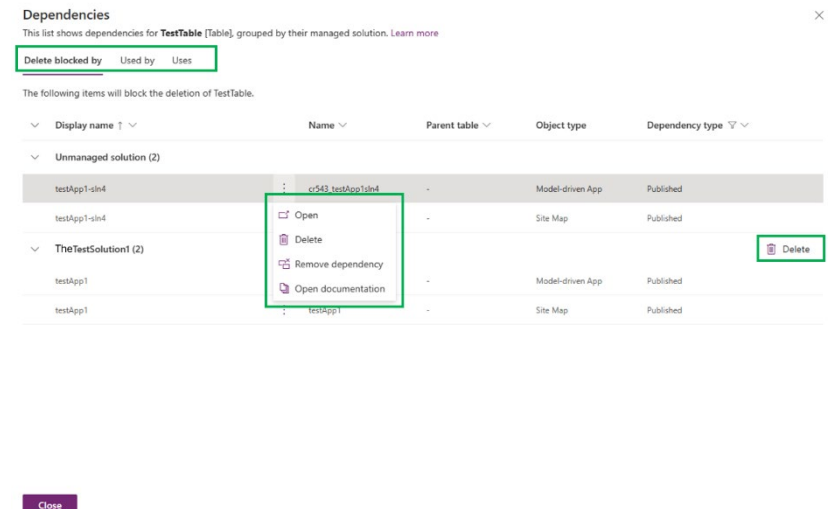 Dependencies
This list shows dependencies for TestTable [Table], grouped by their managed solution. Learn more
Delete blocked by Used by Uses
The following items will block the deletion of TestTable.
Display name ↑ Name Parent table Object type Dependency type
Unmanaged solution (2)
testApp1-sln4 cr543_testApp1sln4 - Model-driven App Published
testApp1-sln4 - Site Map Published
Open
Delete
Remove dependency
Open documentation
TheTestSolution1 (2) Delete
testApp1 - Model-driven App Published
testApp1 testApp1 - Site Map Published
Close